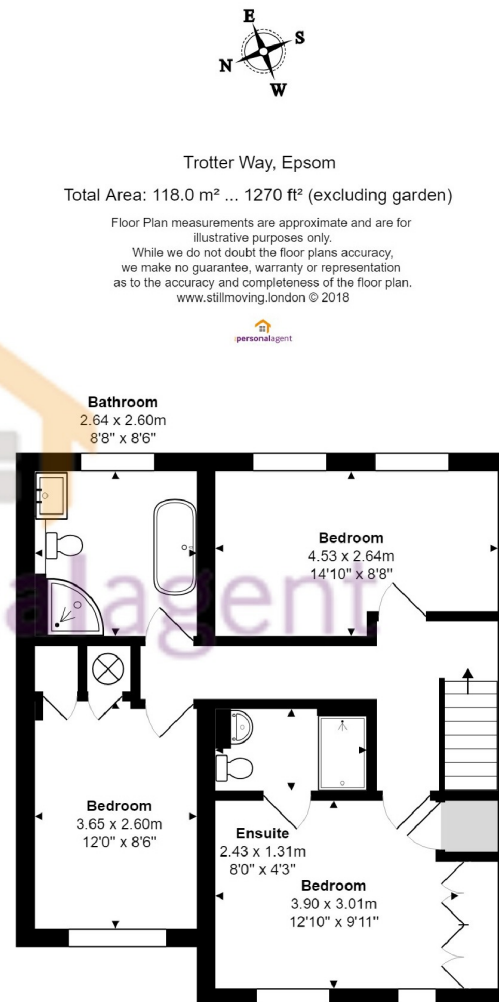 E
S
N
W
Trotter Way, Epsom
Total Area: 118.0 m² ... 1270 ft² (excluding garden)
Floor Plan measurements are approximate and are for
illustrative purposes only.
While we do not doubt the floor plans accuracy,
we make no guarantee, warranty or representation
as to the accuracy and completeness of the floor plan.
www.stillmoving.london © 2018
personalagent
Bathroom
2.64 x 2.60m
8'8" x 8'6"
Bedroom
4.53 x 2.64m
14'10" x 8'8"
alagent
Bedroom
3.65 x 2.60m
12'0" x 8'6"
Ensuite
2.43 x 1.31m
8'0" x 4'3"
Bedroom
3.90 x 3.01m
12'10" x 9'11"